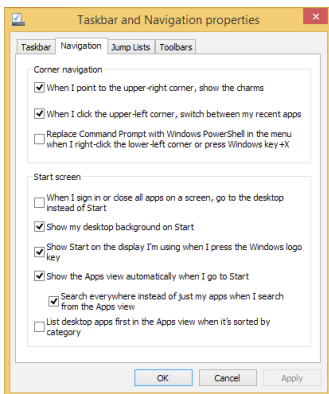 Taskbar and Navigation properties
Taskbar Navigation Jump Lists Toolbars
Corner navigation
When I point to the upper-right corner, show the charms
When I click the upper-left corner, switch between my recent apps
Replace Command Prompt with Windows PowerShell in the menu
when I right-click the lower-left corner or press Windows key+X
Start screen
When I sign in or close all apps on a screen, go to the desktop
instead of Start
Show my desktop background on Start
Show Start on the display I'm using when I press the Windows logo
key
Show the Apps view automatically when I go to Start
Search everywhere instead of just my apps when I search
from the Apps view
List desktop apps first in the Apps view when it's sorted by
category
OK Cancel Apply